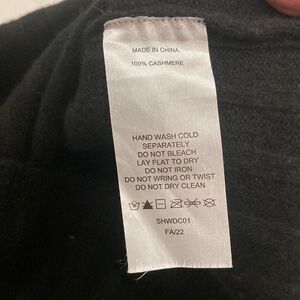 MADE IN CHINA
100% CASHMERE
HAND WASH COLD
SEPARATELY
DO NOT BLEACH
LAY FLAT TO DRY
DO NOT IRON
DO NOT WRING OR TWIST
DO NOT DRY CLEAN
SHWDC01
FA/22